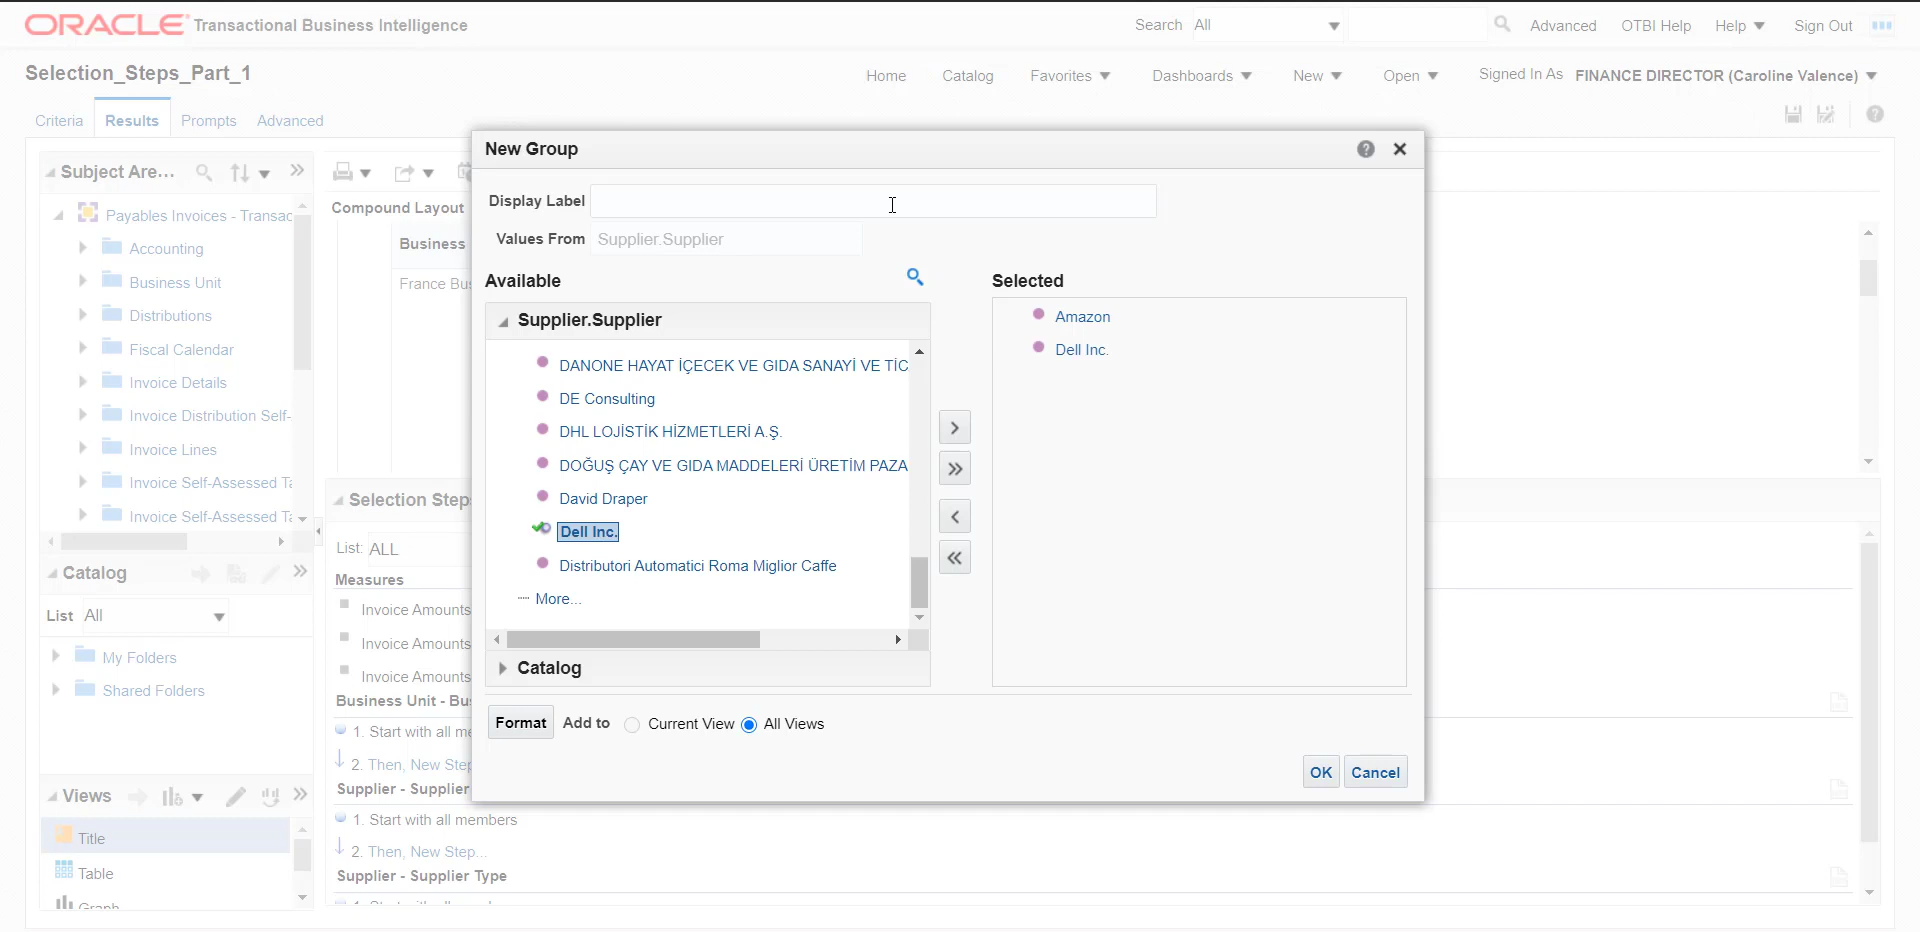 ORACLE Transactional Business Intelligence
Search All Advanced OTBI Help Help Sign Out
Selection_Steps_Part_1
Home Catalog Favorites Dashboards New Open Signed In As FINANCE DIRECTOR (Caroline Valence)
Criteria Results Prompts Advanced
Subject Are...
Payables Invoices - Transac
Accounting
Business Unit
Distributions
Fiscal Calendar
Invoice Details
Invoice Distribution Self-
Invoice Lines
Invoice Self-Assessed Ta
Invoice Self-Assessed Ta
Catalog
List All
My Folders
Shared Folders
Views
Title
Table
Graph
Compound Layout
Business
France Bus
Selection Step
List: ALL
Measures
Invoice Amounts
Invoice Amounts
Invoice Amounts
Business Unit - Bus
1. Start with all me
2. Then, New Step
Supplier - Supplier
1. Start with all members
2. Then, New Step...
Supplier - Supplier Type
New Group
Display Label
Values From Supplier.Supplier
Available
Supplier.Supplier
DANONE HAYAT İÇECEK VE GIDA SANAYİ VE TİC
DE Consulting
DHL LOJİSTİK HİZMETLERİ A.Ş.
DOĞUŞ ÇAY VE GIDA MADDELERİ ÜRETİM PAZA
David Draper
Dell Inc.
Distributori Automatici Roma Miglior Caffe
More...
Catalog
Selected
Amazon
Dell Inc.
Format Add to Current View All Views
OK Cancel